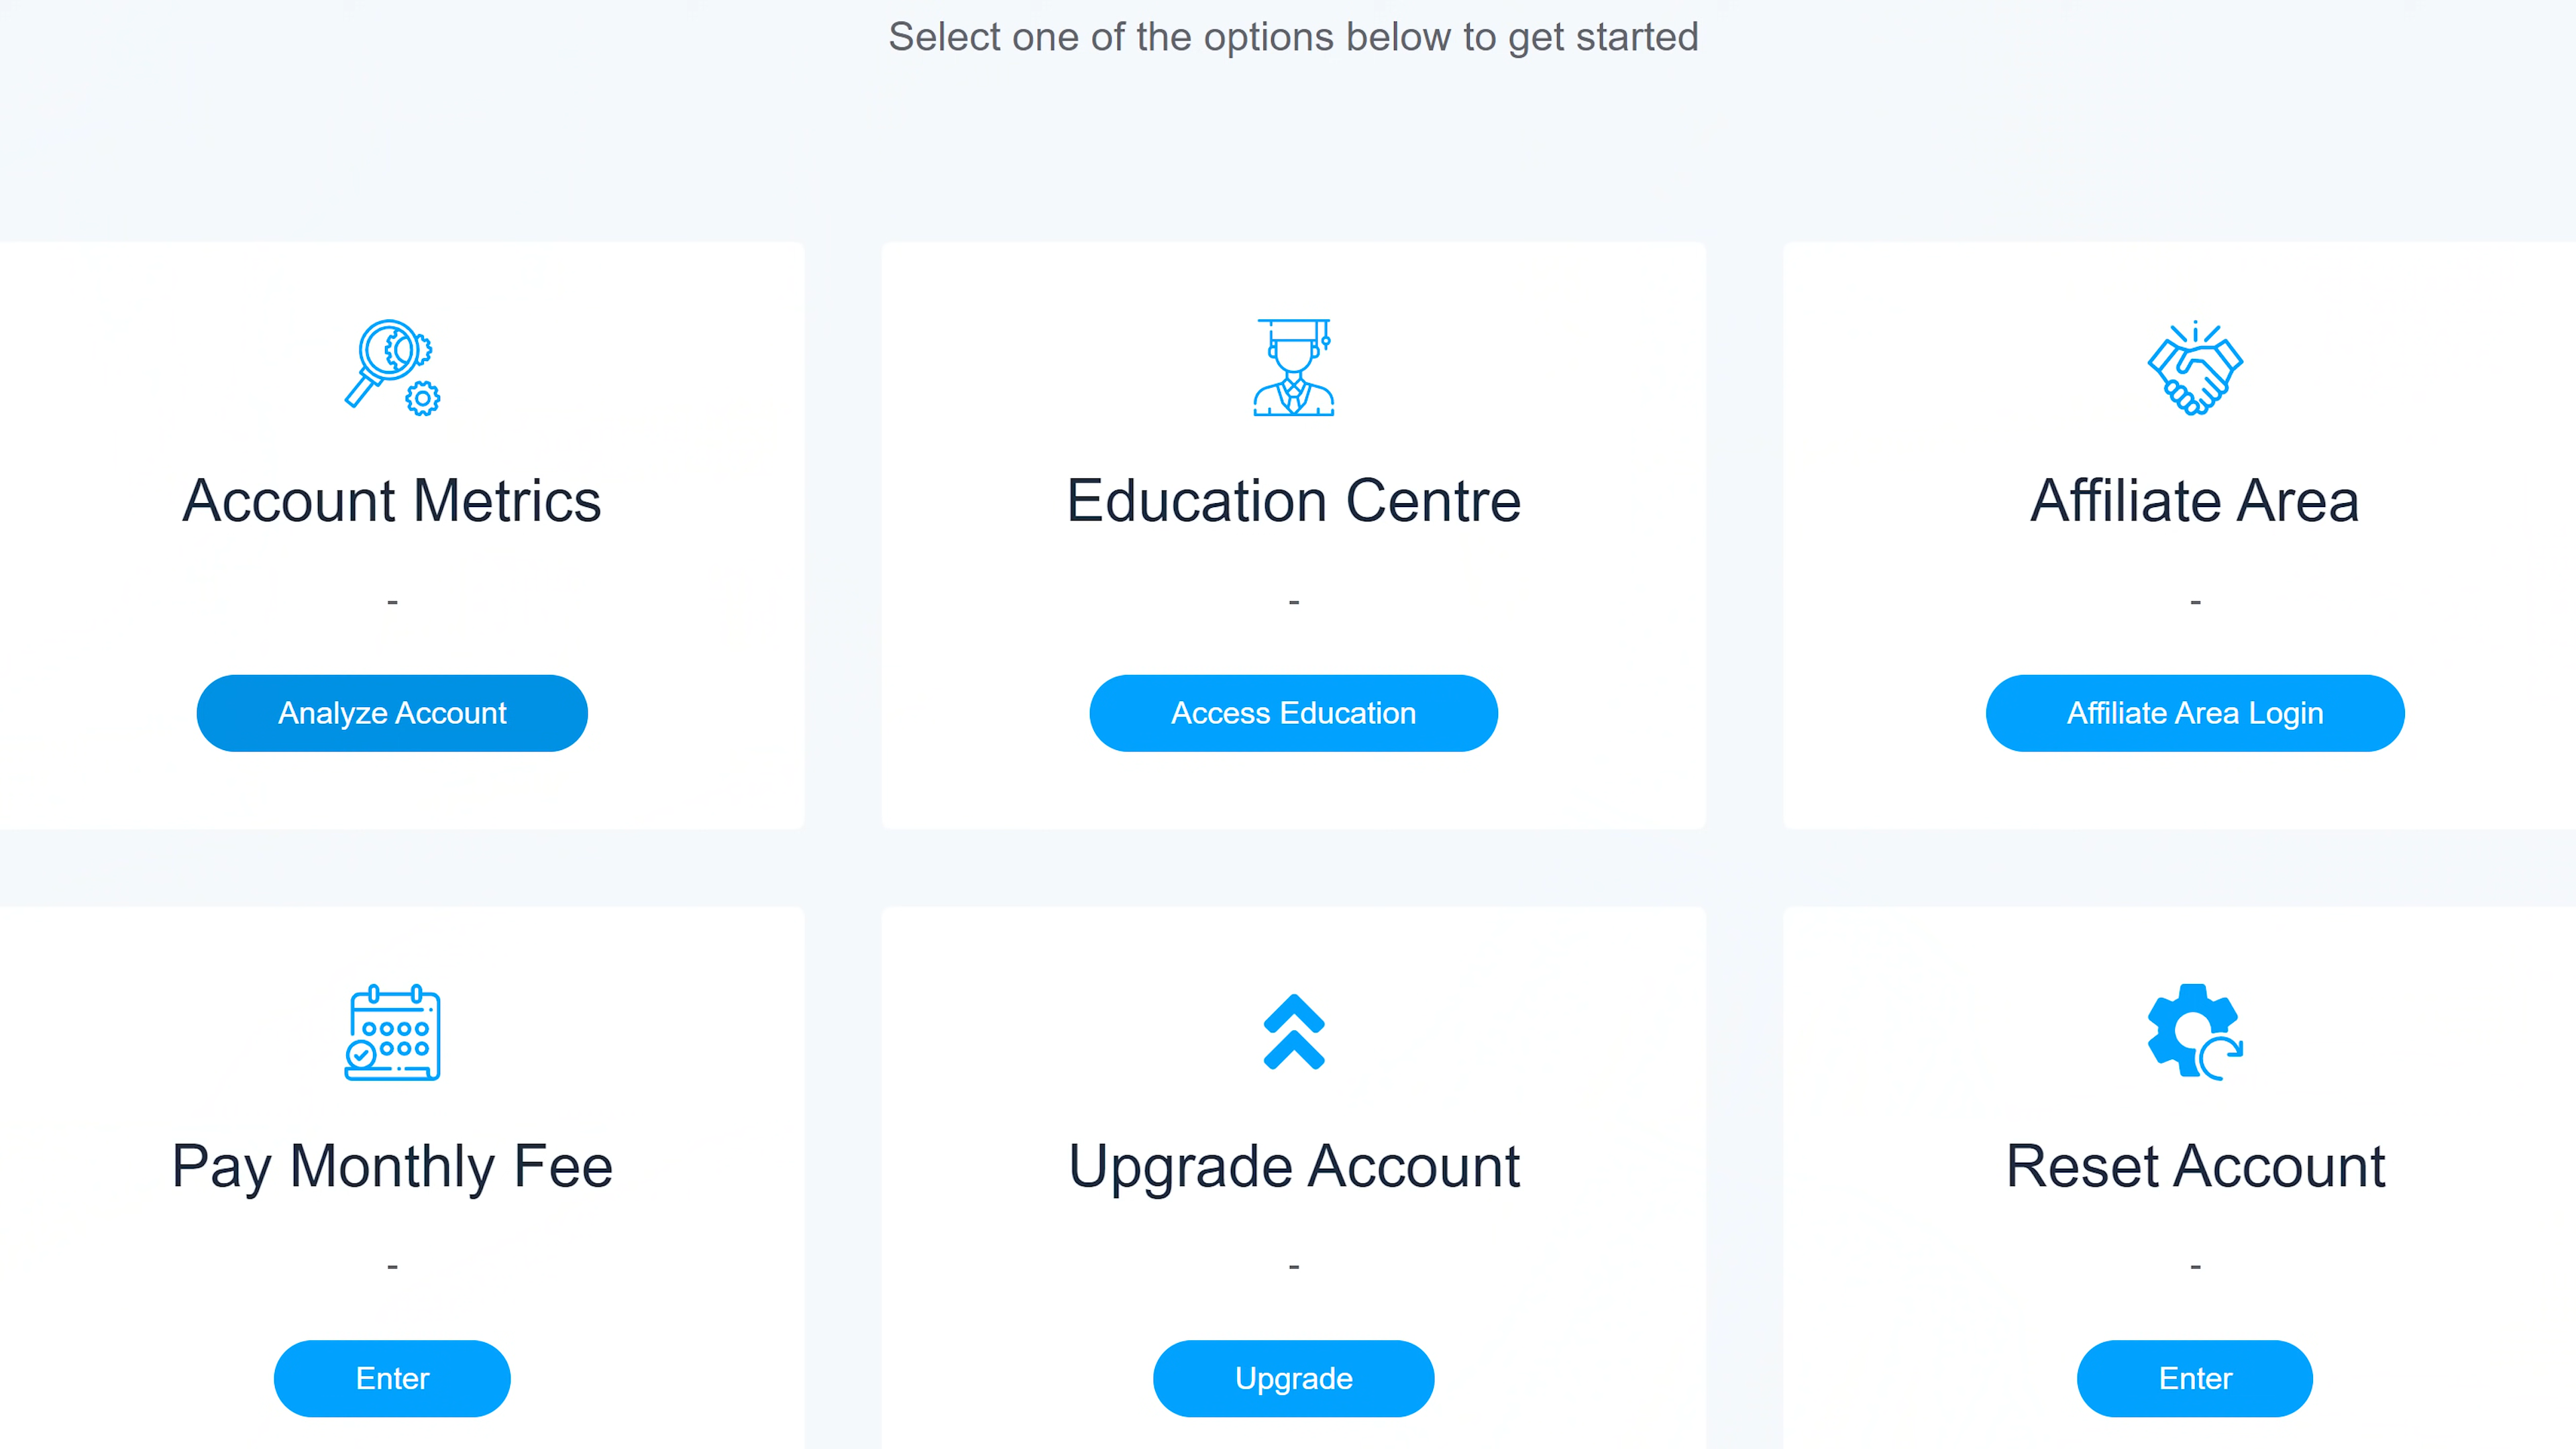 Select one of the options below to get started
Account Metrics
-
Analyze Account
Education Centre
-
Access Education
Affiliate Area
-
Affiliate Area Login
Pay Monthly Fee
-
Enter
Upgrade Account
-
Upgrade
Reset Account
-
Enter